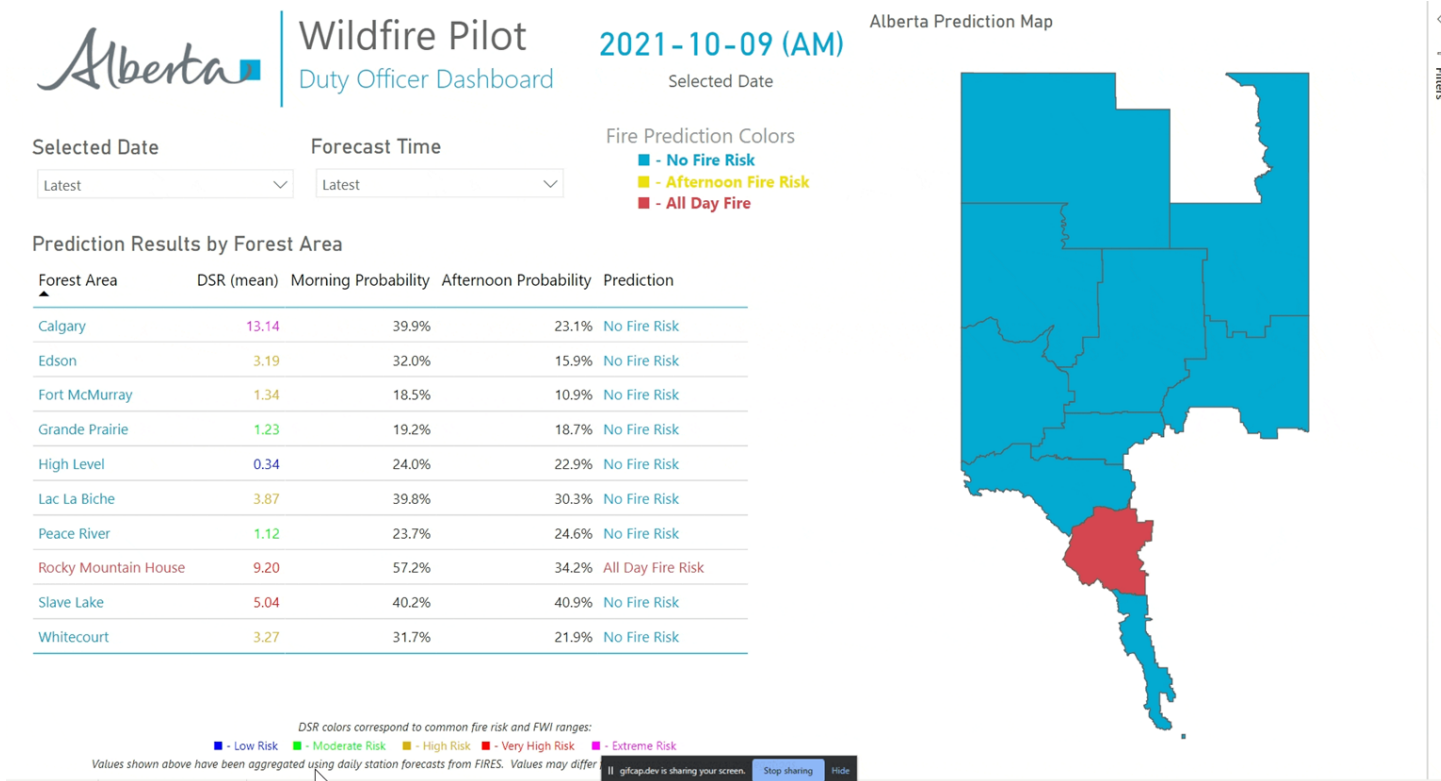 Alberta
Wildfire Pilot
Duty Officer Dashboard
2021-10-09 (AM)
Selected Date
Alberta Prediction Map
Filters
Selected Date
Forecast Time
Latest
Latest
Fire Prediction Colors
- No Fire Risk
- Afternoon Fire Risk
- All Day Fire
Prediction Results by Forest Area
Forest Area DSR (mean) Morning Probability Afternoon Probability Prediction
Calgary 13.14 39.9% 23.1% No Fire Risk
Edson 3.19 32.0% 15.9% No Fire Risk
Fort McMurray 1.34 18.5% 10.9% No Fire Risk
Grande Prairie 1.23 19.2% 18.7% No Fire Risk
High Level 0.34 24.0% 22.9% No Fire Risk
Lac La Biche 3.87 39.8% 30.3% No Fire Risk
Peace River 1.12 23.7% 24.6% No Fire Risk
Rocky Mountain House 9.20 57.2% 34.2% All Day Fire Risk
Slave Lake 5.04 40.2% 40.9% No Fire Risk
Whitecourt 3.27 31.7% 21.9% No Fire Risk
DSR colors correspond to common fire risk and FWI ranges:
- Low Risk - Moderate Risk - High Risk - Very High Risk - Extreme Risk
Values shown above have been aggregated using daily station forecasts from FIRES. Values may differ
gifcap.dev is sharing your screen. Stop sharing Hide